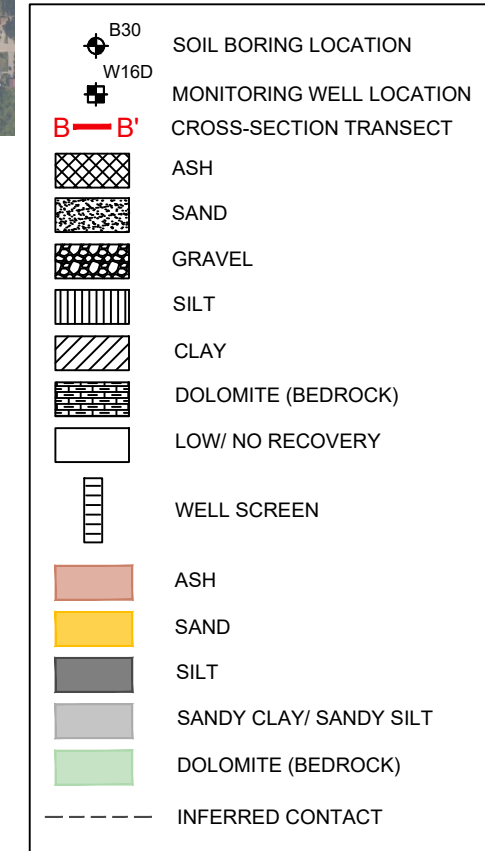 B30
SOIL BORING LOCATION
W16D
MONITORING WELL LOCATION
B B' CROSS-SECTION TRANSECT
ASH
SAND
GRAVEL
SILT
CLAY
DOLOMITE (BEDROCK)
LOW/ NO RECOVERY
WELL SCREEN
ASH
SAND
SILT
SANDY CLAY/ SANDY SILT
DOLOMITE (BEDROCK)
INFERRED CONTACT